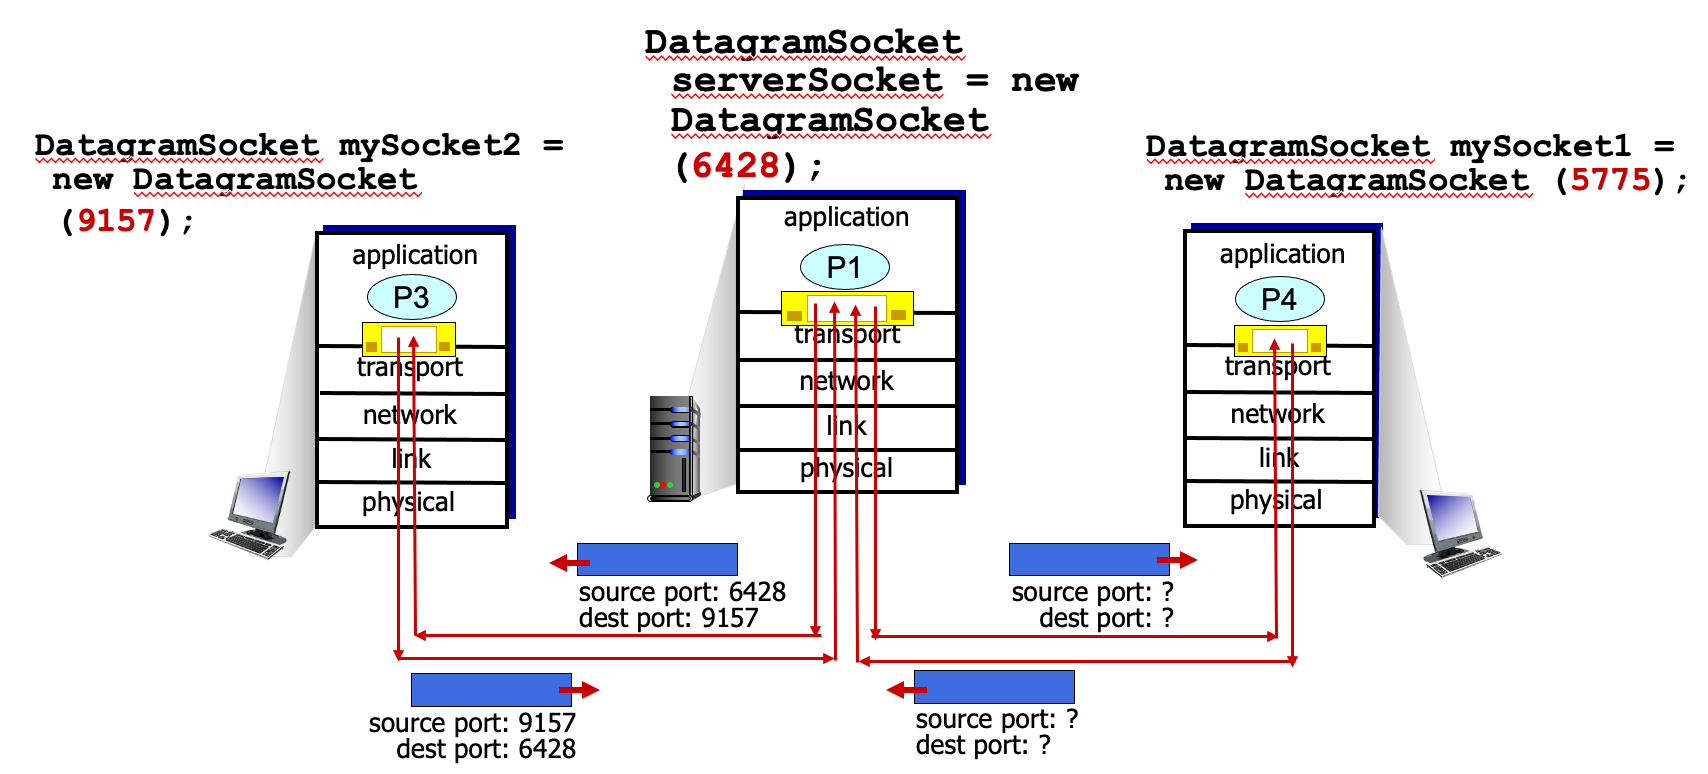 DatagramSocket
serverSocket = new
DatagramSocket
(6428);
DatagramSocket mySocket2 =
new DatagramSocket
(9157);
DatagramSocket mySocket1 =
new DatagramSocket (5775);
application
P3
transport
network
link
physical
application
P1
transport
network
link
physical
application
P4
transport
network
link
physical
source port: 6428
dest port: 9157
source port: ?
dest port: ?
source port: 9157
dest port: 6428
source port: ?
dest port: ?